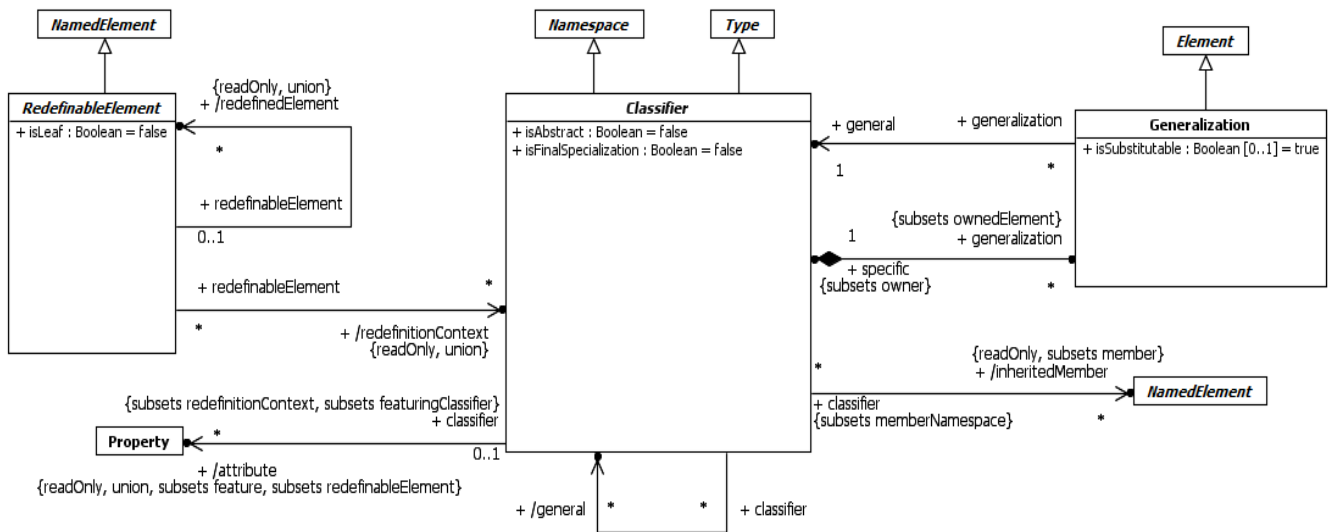 NamedElement
Namespace
Type
Element
RedefinableElement
+ isLeaf : Boolean = false
{readOnly, union}
+ /redefinedElement
*
+ redefinableElement
0..1
Classifier
+ isAbstract : Boolean = false
+ isFinalSpecialization : Boolean = false
+ general
+ generalization
1
*
Generalization
+ isSubstitutable : Boolean [0..1] = true
{subsets ownedElement}
1
+ generalization
+ specific
{subsets owner}
*
+ redefinableElement
*
*
+ /redefinitionContext
{readOnly, union}
{readOnly, subsets member}
*
+ /inheritedMember
NamedElement
+ classifier
{subsets memberNamespace}
*
{subsets redefinitionContext, subsets featuringClassifier}
+ classifier
*
Property
0..1
+ /attribute
{readOnly, union, subsets feature, subsets redefinableElement}
+ /general
*
*
+ classifier